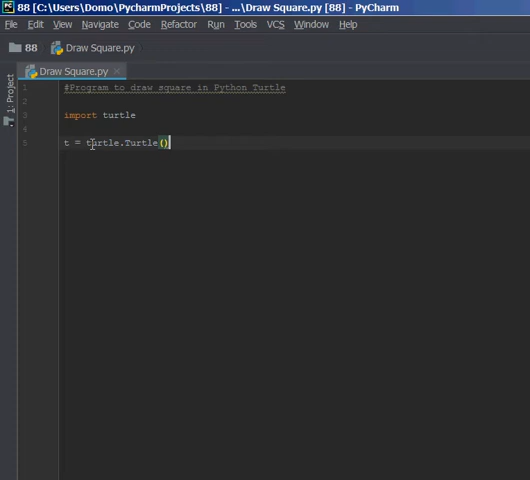 88 [C:\Users\Domo\PycharmProjects\88] - ...\Draw Square.py [88] - PyCharm
File Edit View Navigate Code Refactor Run Tools VCS Window Help
88 Draw Square.py
Draw Square.py
1: Project
1 #Program to draw square in Python Turtle
2
3 import turtle
4
5 t = turtle.Turtle()